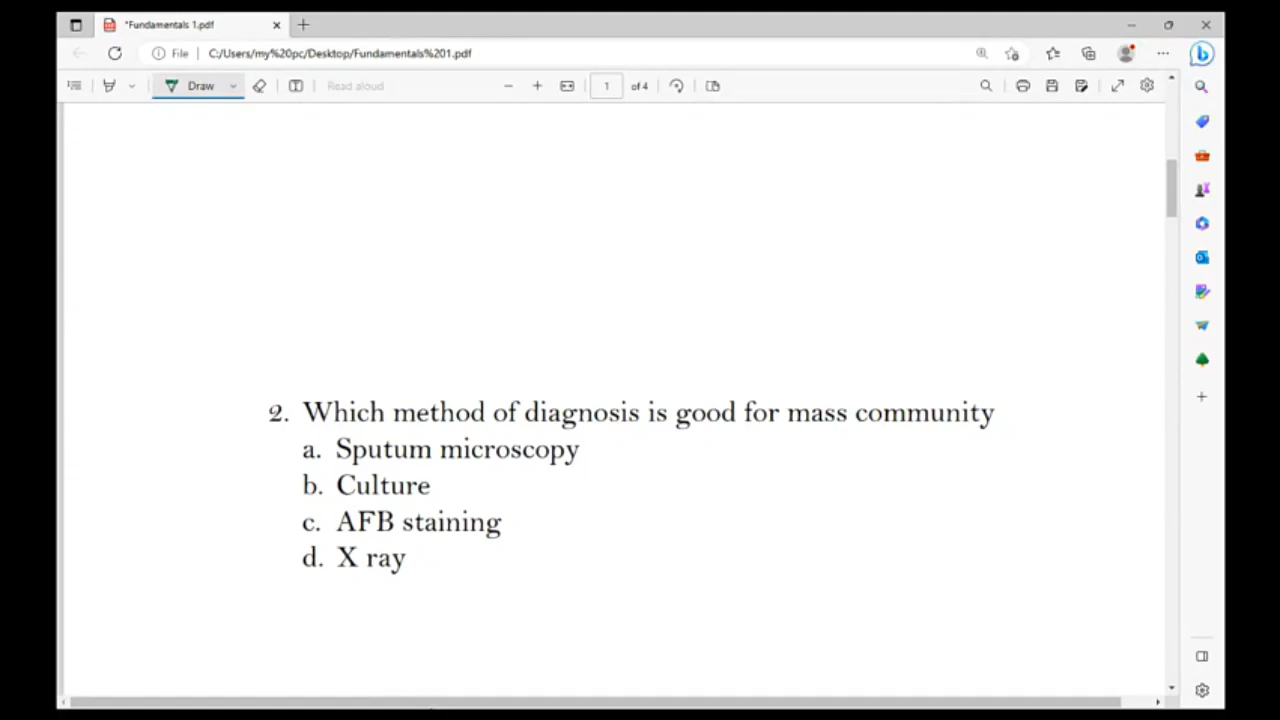 *Fundamentals 1.pdf
File C:/Users/my%20pc/Desktop/Fundamentals%201.pdf
Draw Read aloud 1 of 4
2. Which method of diagnosis is good for mass community
a. Sputum microscopy
b. Culture
c. AFB staining
d. X ray